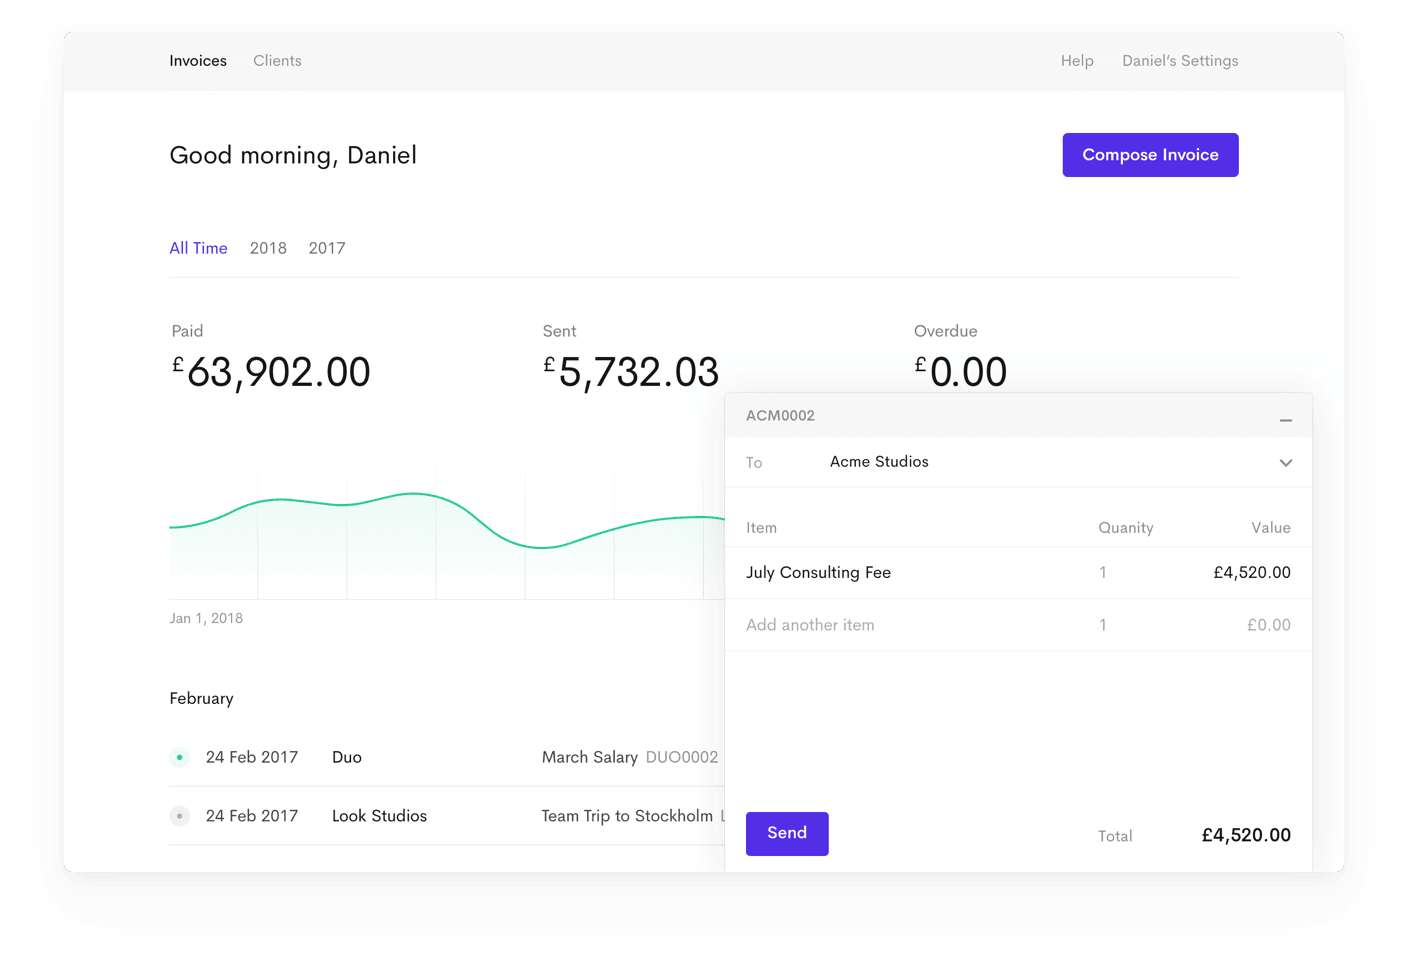 Invoices Clients Help Daniel’s Settings
Good morning, Daniel Compose Invoice
All Time 2018 2017
Paid Sent Overdue
£63,902.00 £5,732.03 £0.00
ACM0002
To Acme Studios
Item Quanity Value
July Consulting Fee 1 £4,520.00
Add another item 1 £0.00
Send Total £4,520.00
Jan 1, 2018
February
24 Feb 2017 Duo March Salary DUO0002
24 Feb 2017 Look Studios Team Trip to Stockholm